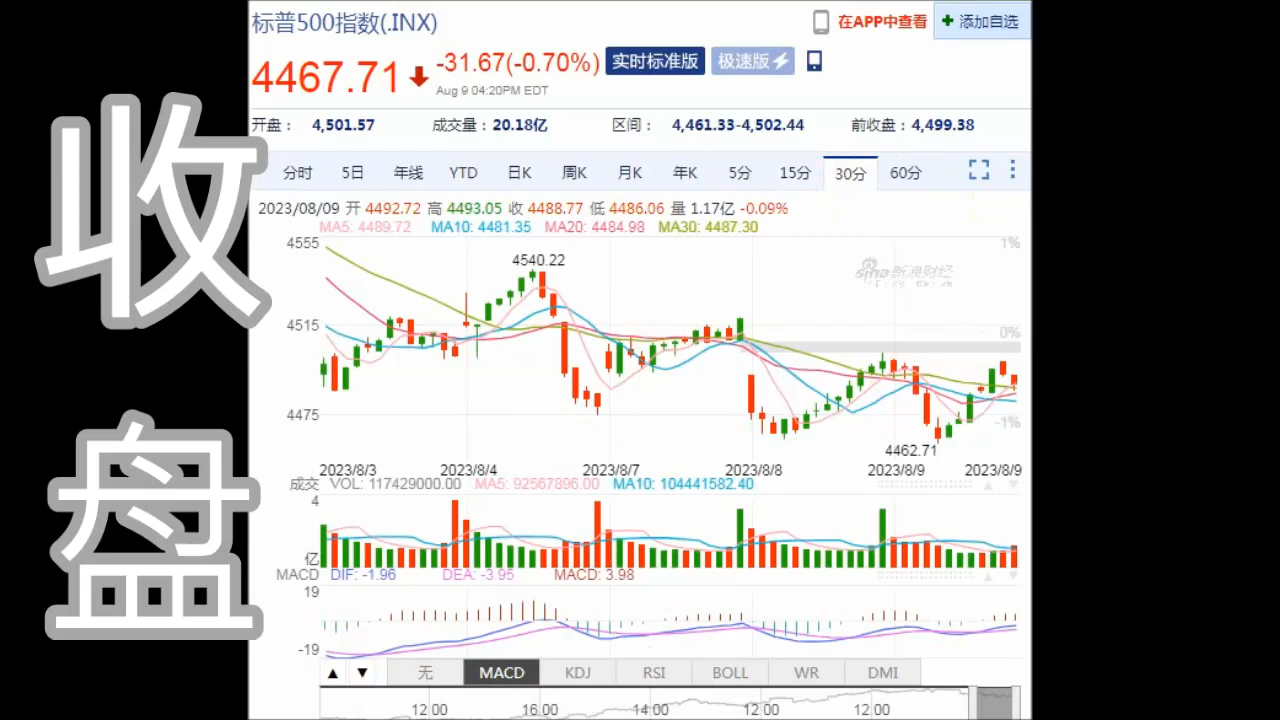 收
盘
标普500指数(.INX)
在APP中查看
添加自选
4467.71
-31.67(-0.70%)
实时标准版
极速版
Aug 9 04:20PM EDT
开盘： 4,501.57
成交量：20.18亿
区间： 4,461.33-4,502.44
前收盘：4,499.38
分时 5日 年线 YTD 日K 周K 月K 年K 5分 15分 30分 60分
2023/08/09 开 4492.72 高 4493.05 收 4488.77 低 4486.06 量 1.17亿 -0.09%
MA5: 4489.72 MA10: 4481.35 MA20: 4484.98 MA30: 4487.30
4555 1%
4540.22
sina 新浪财经
4515 0%
4475 -1%
4462.71
2023/8/3 2023/8/4 2023/8/7 2023/8/8 2023/8/9 2023/8/9
成交 VOL: 117429000.00 MA5: 92567896.00 MA10: 104441582.40
4
亿
MACD DIF: -1.96 DEA: -3.95 MACD: 3.98
19
-19
无 MACD KDJ RSI BOLL WR DMI
12:00 16:00 14:00 12:00 12:00